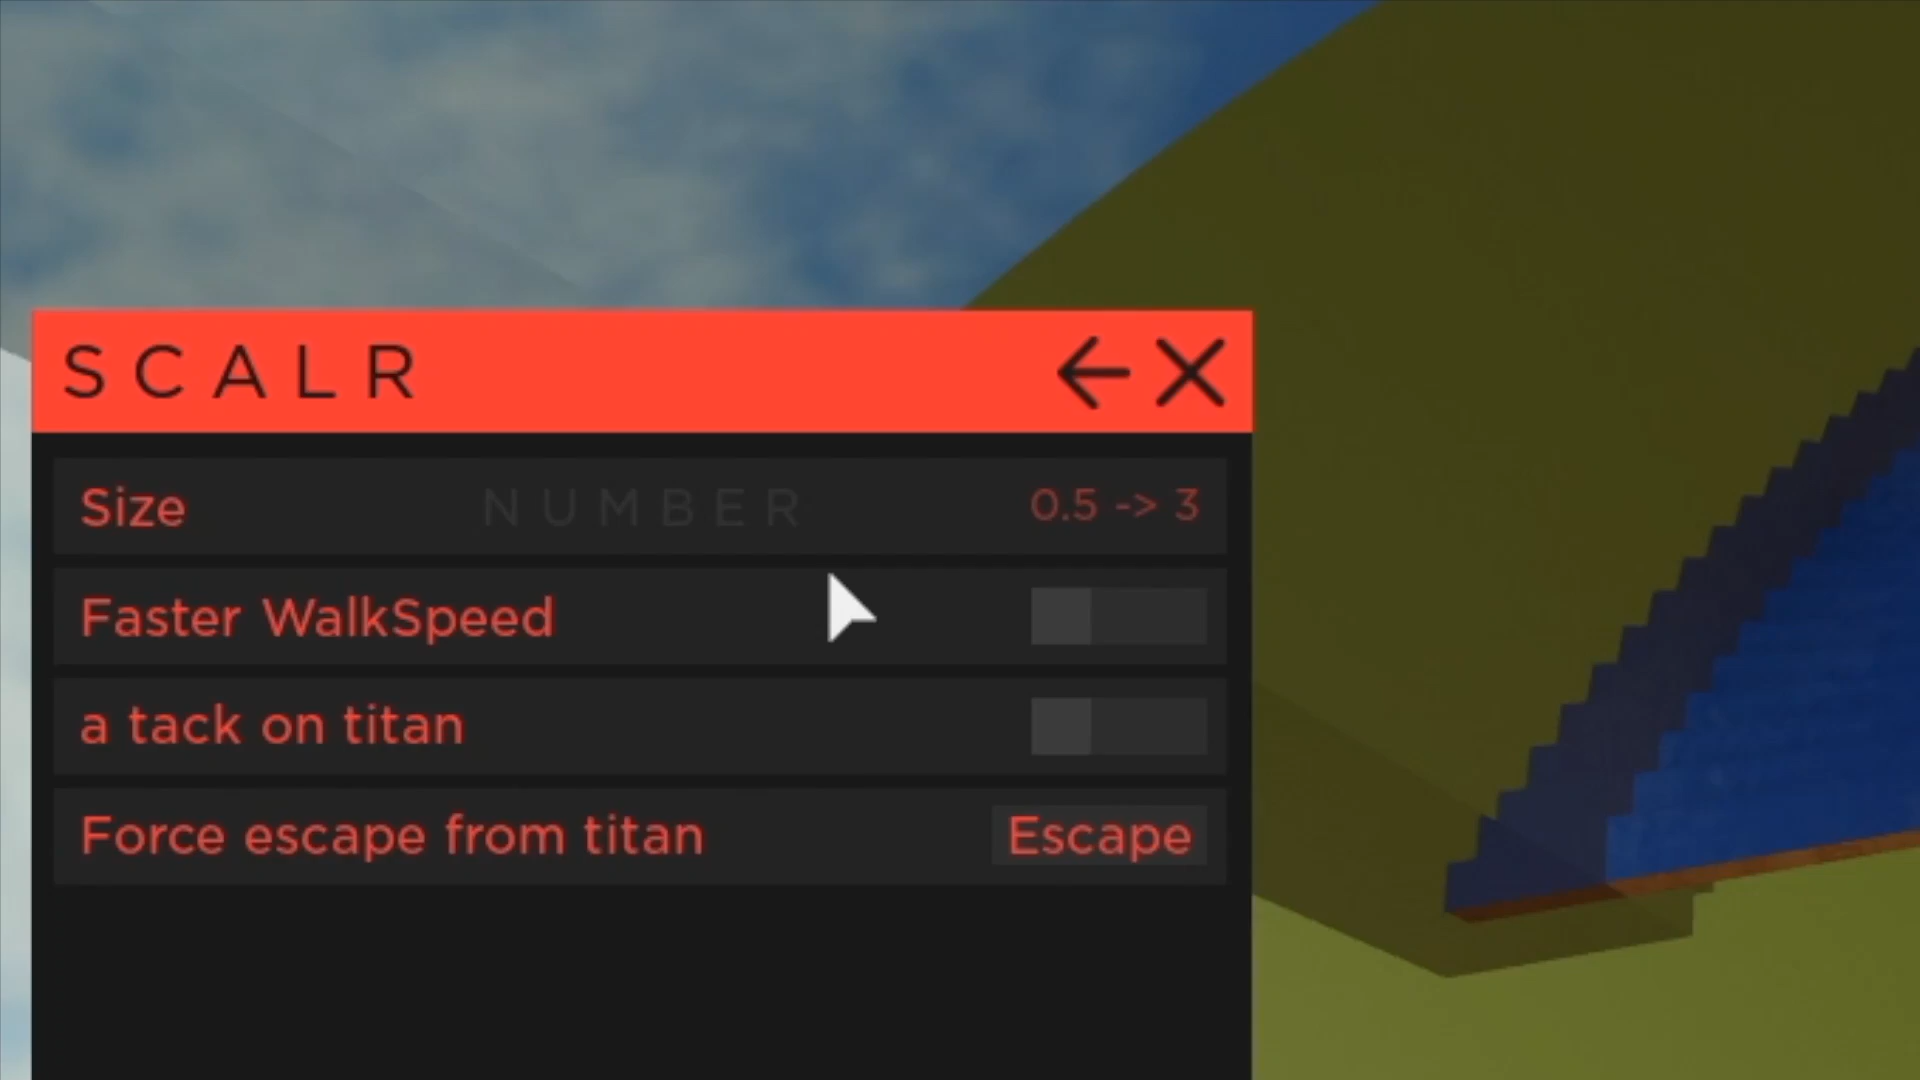 SCALR
Size NUMBER 0.5 -> 3
Faster WalkSpeed
a tack on titan
Force escape from titan Escape